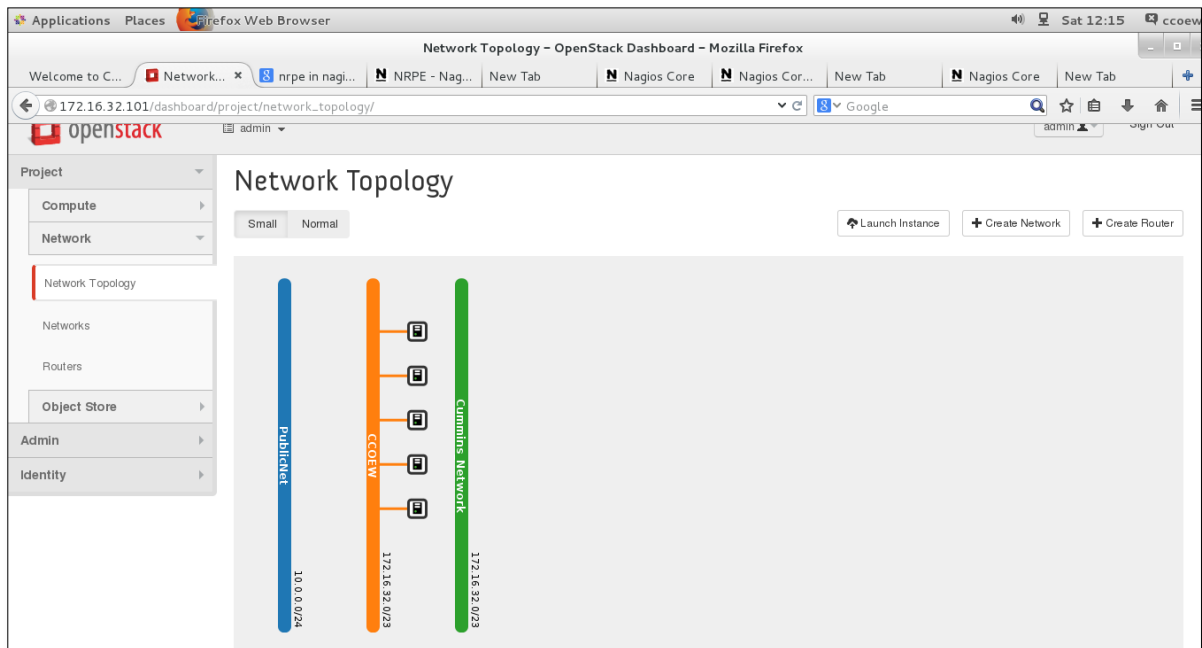 Applications Places Firefox Web Browser Sat 12:15 ccoew
Network Topology - OpenStack Dashboard - Mozilla Firefox
Welcome to C... Network... nrpe in nagi... NRPE - Nag... New Tab Nagios Core Nagios Cor... New Tab Nagios Core New Tab
172.16.32.101/dashboard/project/network_topology/ Google
openstack admin admin Sign Out
Project
Compute
Network
Network Topology
Networks
Routers
Object Store
Admin
Identity
Network Topology
Small Normal Launch Instance Create Network Create Router
PublicNet
10.0.0.0/24
CCOEW
172.16.32.0/23
Cummins Network
172.16.32.0/23